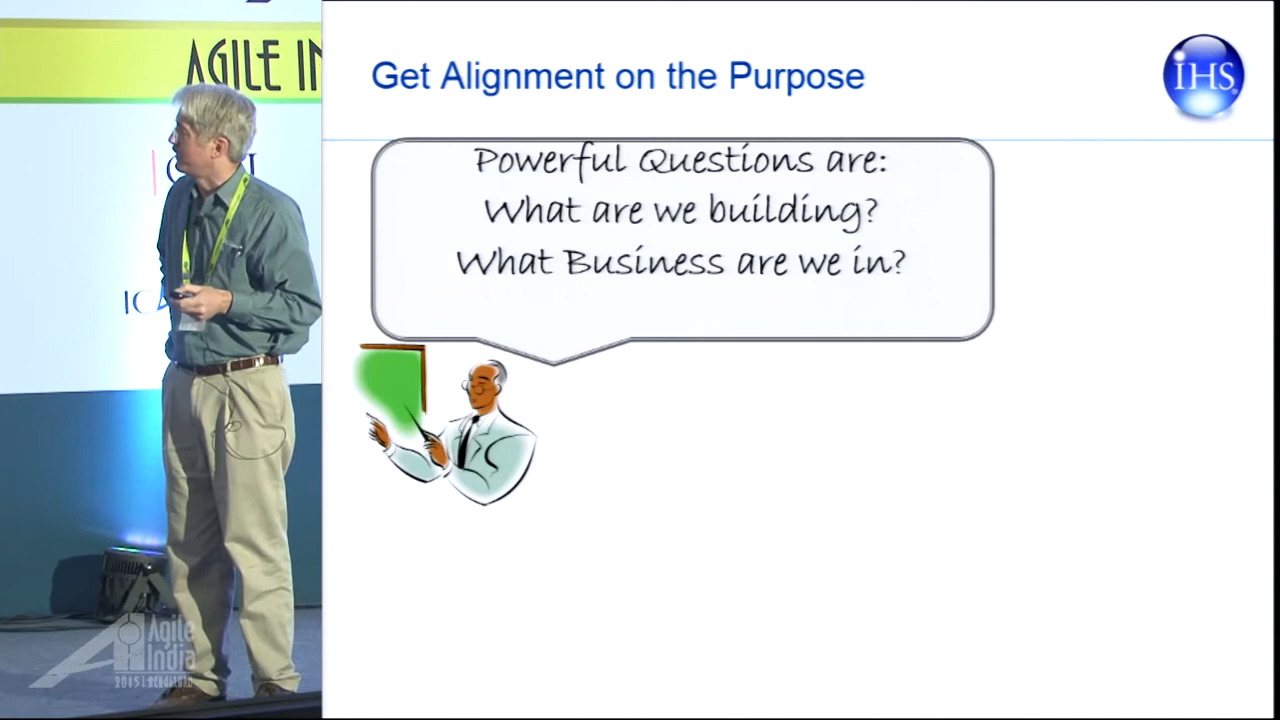 AGILE IN
Get Alignment on the Purpose
iHS
Powerful Questions are:
What are we building?
What Business are we in?
Agile
India
2015 | BENGALURU